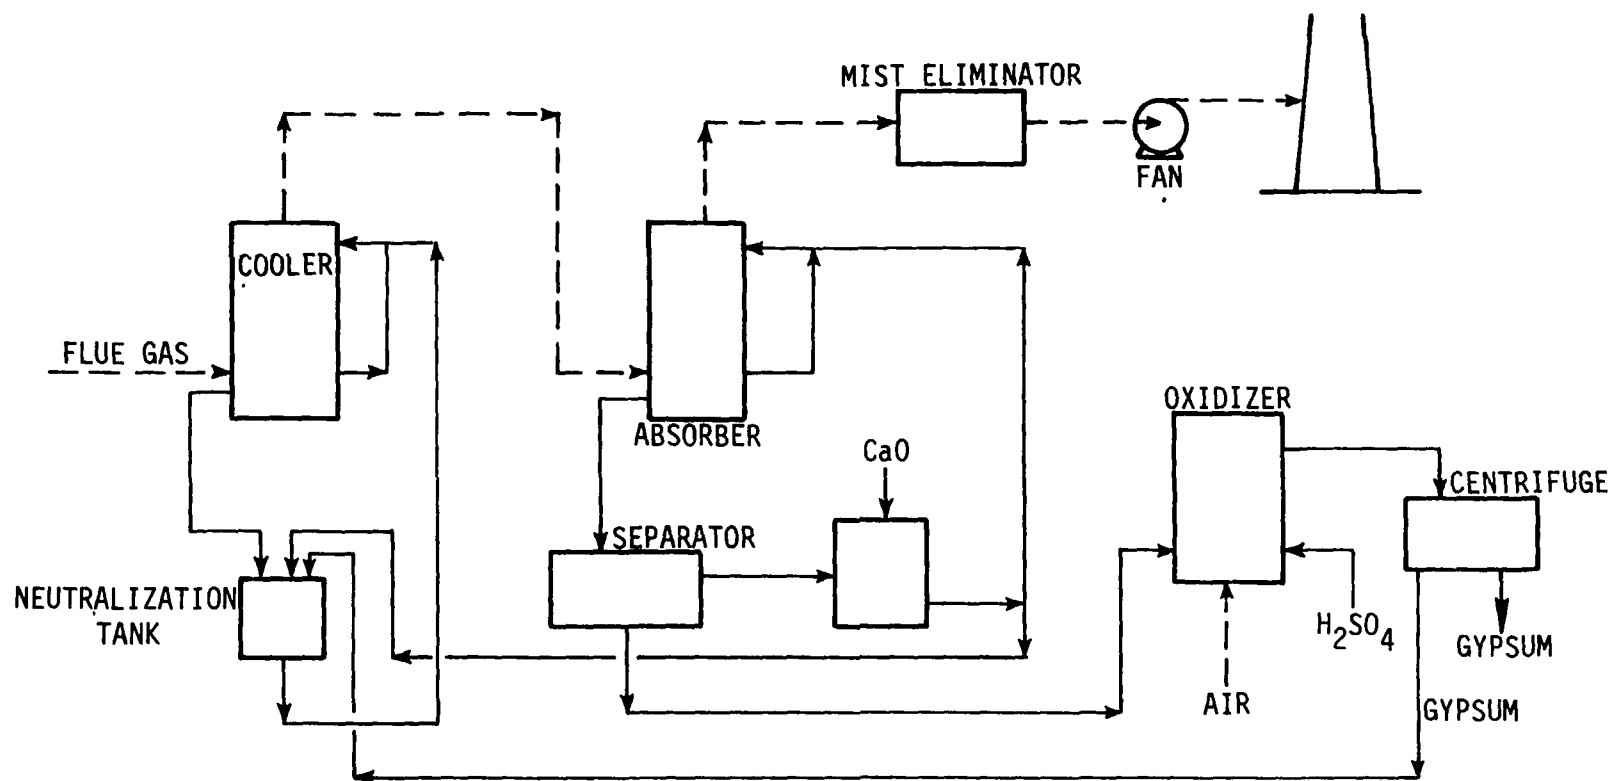 MIST ELIMINATOR
FAN
COOLER
FLUE GAS
ABSORBER
OXIDIZER
CaO
CENTRIFUGE
SEPARATOR
NEUTRALIZATION
TANK
H2SO4
GYPSUM
AIR
GYPSUM